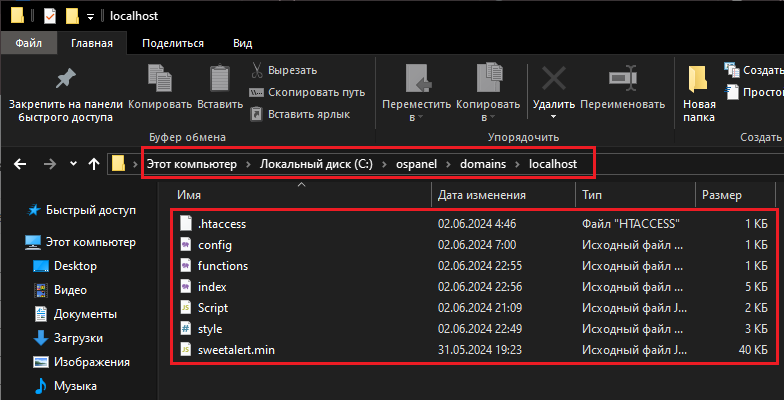 localhost
Файл Главная Поделиться Вид
Закрепить на панели быстрого доступа
Копировать
Вставить
Вырезать
Скопировать путь
Вставить ярлык
Буфер обмена
Переместить в
Копировать в
Удалить
Переименовать
Упорядочить
Новая папка
Создать
Этот компьютер Локальный диск (C:) ospanel domains localhost
Имя Дата изменения Тип Размер
.htaccess 02.06.2024 4:46 Файл "HTACCESS" 1 КБ
config 02.06.2024 7:00 Исходный файл ... 1 КБ
functions 02.06.2024 22:55 Исходный файл ... 1 КБ
index 02.06.2024 22:56 Исходный файл ... 5 КБ
Script 02.06.2024 21:09 Исходный файл J... 2 КБ
style 02.06.2024 22:49 Исходный файл ... 3 КБ
sweetalert.min 31.05.2024 19:23 Исходный файл J... 40 КБ
Быстрый доступ
Этот компьютер
Desktop
Видео
Документы
Загрузки
Изображения
Музыка